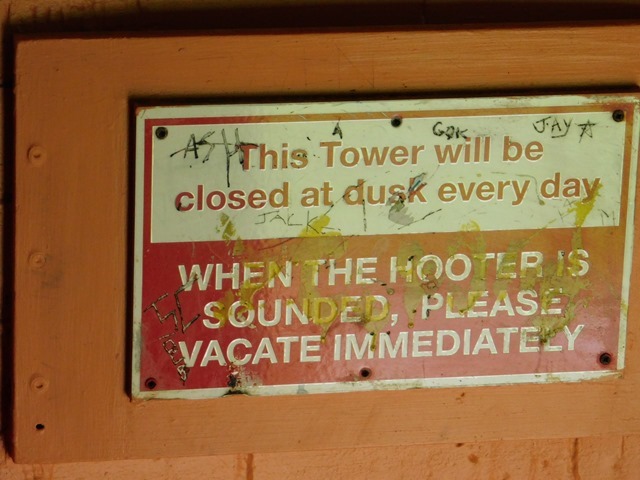 ASH
A
GOK
JAY
This Tower will be
closed at dusk every day
JACK
WHEN THE HOOTER IS
SOUNDED, PLEASE
VACATE IMMEDIATELY